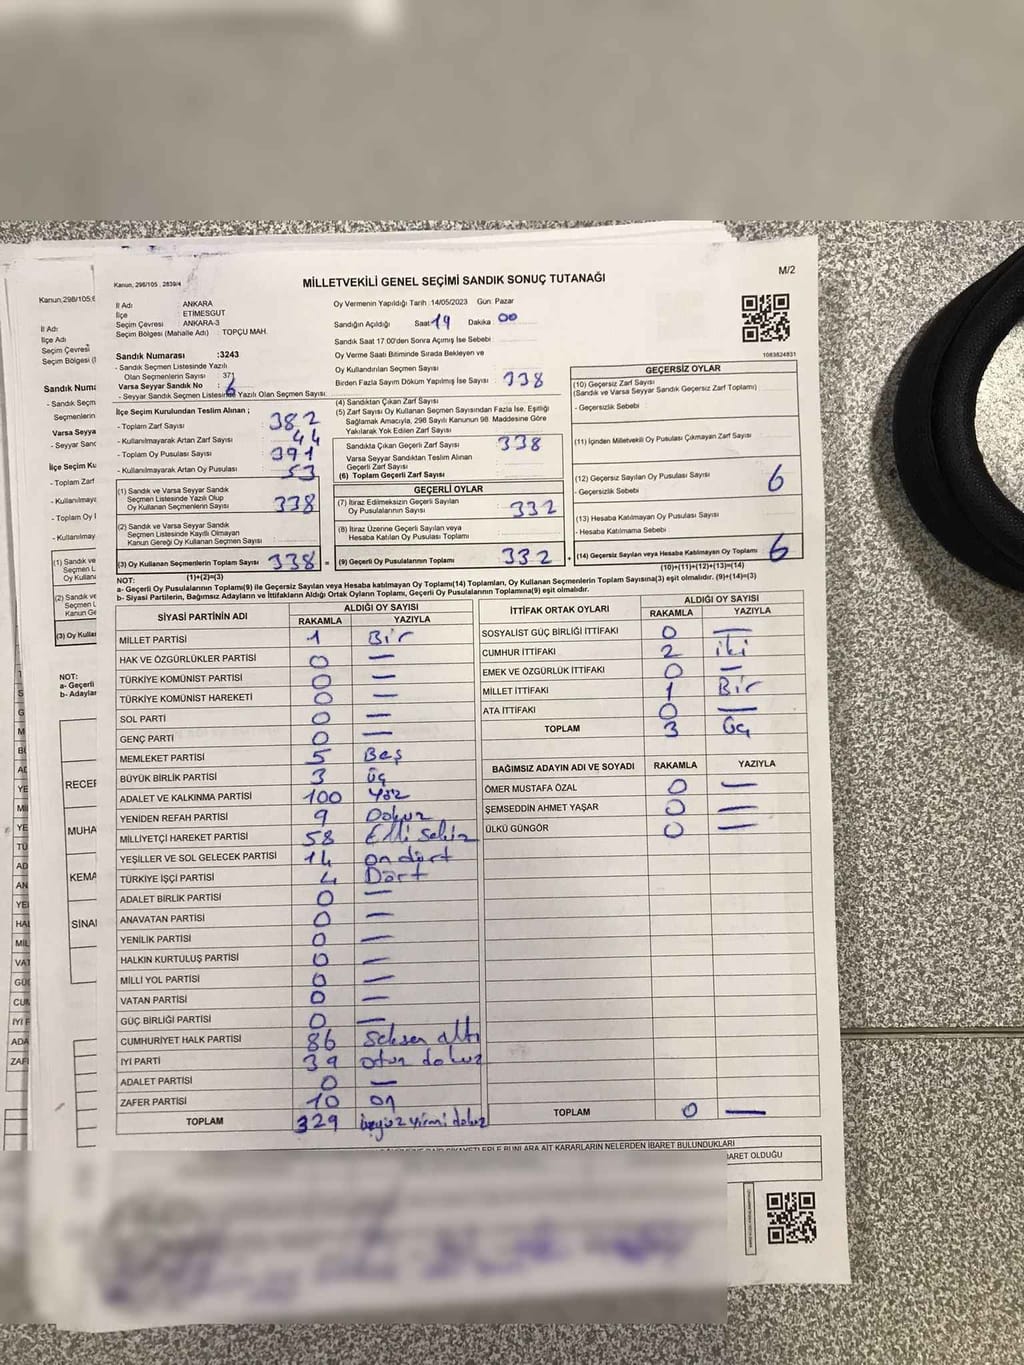 M/2
Kanun, 298/105 , 2839/4
MİLLETVEKİLİ GENEL SEÇİMİ SANDIK SONUÇ TUTANAĞI
İl Adı : ANKARA
İlçe : ETİMESGUT
Seçim Çevresi : ANKARA-3
Seçim Bölgesi (Mahalle Adı) : TOPÇU MAH.
Sandık Numarası :3243
- Sandık Seçmen Listesinde Yazılı
Olan Seçmenlerin Sayısı : 371
Varsa Seyyar Sandık No : 6
- Seyyar Sandık Seçmen Listesinde Yazılı Olan Seçmen Sayısı:
İlçe Seçim Kurulundan Teslim Alınan ;
- Toplam Zarf Sayısı : 382
- Kullanılmayarak Artan Zarf Sayısı : 44
- Toplam Oy Pusulası Sayısı : 391
- Kullanılmayarak Artan Oy Pusulası : 53
(1) Sandık ve Varsa Seyyar Sandık
Seçmen Listesinde Yazılı Olup
Oy Kullanan Seçmenlerin Sayısı : 338
(2) Sandık ve Varsa Seyyar Sandık
Seçmen Listesinde Kayıtlı Olmayan
Kanun Gereği Oy Kullanan Seçmen Sayısı :
(3) Oy Kullanan Seçmenlerin Toplam Sayısı 338
(1)+(2)=(3)
Oy Vermenin Yapıldığı Tarih :14/05/2023 Gün: Pazar
Sandığın Açıldığı Saat 19 Dakika 00
Sandık Saat 17.00'den Sonra Açımış İse Sebebi :
Oy Verme Saati Bitiminde Sırada Bekleyen ve
Oy Kullandırılan Seçmen Sayısı :
Birden Fazla Sayım Döküm Yapılmış İse Sayısı : 338
(4) Sandıktan Çıkan Zarf Sayısı
(5) Zarf Sayısı Oy Kullanan Seçmen Sayısından Fazla İse, Eşitliği
Sağlamak Amacıyla, 298 Sayılı Kanunun 98. Maddesine Göre
Yakılarak Yok Edilen Zarf Sayısı
Sandıkta Çıkan Geçerli Zarf Sayısı : 338
Varsa Seyyar Sandıktan Teslim Alınan
Geçerli Zarf Sayısı
(6) Toplam Geçerli Zarf Sayısı :
GEÇERLİ OYLAR
(7) İtiraz Edilmeksizin Geçerli Sayılan
Oy Pusulalarının Sayısı : 332
(8) İtiraz Üzerine Geçerli Sayılan veya
Hesaba Katılan Oy Pusulası Toplamı :
(9) Geçerli Oy Pusulalarının Toplamı 332
GEÇERSİZ OYLAR
(10) Geçersiz Zarf Sayısı
(Sandık ve Varsa Seyyar Sandık Geçersiz Zarf Toplamı)
- Geçersizlik Sebebi :
(11) İçinden Milletvekili Oy Pusulası Çıkmayan Zarf Sayısı
(12) Geçersiz Sayılan Oy Pusulası Sayısı 6
- Geçersizlik Sebebi :
(13) Hesaba Katılmayan Oy Pusulası Sayısı
- Hesaba Katılmama Sebebi :
(14) Geçersiz Sayılan veya Hesaba Katılmayan Oy Toplamı 6
(10)+(11)+(12)+(13)=(14)
NOT:
a- Geçerli Oy Pusulalarının Toplamı(9) ile Geçersiz Sayılan veya Hesaba katılmayan Oy Toplamı(14) Toplamları, Oy Kullanan Seçmenlerin Toplam Sayısına(3) eşit olmalıdır. (9)+(14)=(3)
b- Siyasi Partilerin, Bağımsız Adayların ve İttifakların Aldığı Ortak Oyların Toplamı, Geçerli Oy Pusulalarının Toplamına(9) eşit olmalıdır.
SİYASİ PARTİNİN ADI ALDIĞI OY SAYISI
RAKAMLA YAZIYLA
MİLLET PARTİSİ 1 Bir
HAK VE ÖZGÜRLÜKLER PARTİSİ 0 —
TÜRKİYE KOMÜNİST PARTİSİ 0 —
TÜRKİYE KOMÜNİST HAREKETİ 0 —
SOL PARTİ 0 —
GENÇ PARTİ 0 —
MEMLEKET PARTİSİ 5 Beş
BÜYÜK BİRLİK PARTİSİ 3 üç
ADALET VE KALKINMA PARTİSİ 100 Yüz
YENİDEN REFAH PARTİSİ 9 Dokuz
MİLLİYETÇİ HAREKET PARTİSİ 58 Elli Sekiz
YEŞİLLER VE SOL GELECEK PARTİSİ 14 on dört
TÜRKİYE İŞÇİ PARTİSİ 4 Dört
ADALET BİRLİK PARTİSİ 0 —
ANAVATAN PARTİSİ 0 —
YENİLİK PARTİSİ 0 —
HALKIN KURTULUŞ PARTİSİ 0 —
MİLLİ YOL PARTİSİ 0 —
VATAN PARTİSİ 0 —
GÜÇ BİRLİĞİ PARTİSİ 0 —
CUMHURİYET HALK PARTİSİ 86 Seksen altı
İYİ PARTİ 39 otuz dokuz
ADALET PARTİSİ 0 —
ZAFER PARTİSİ 10 on
TOPLAM 329 üçyüz yirmi dokuz
İTTİFAK ORTAK OYLARI ALDIĞI OY SAYISI
RAKAMLA YAZIYLA
SOSYALİST GÜÇ BİRLİĞİ İTTİFAKI 0 —
CUMHUR İTTİFAKI 2 iki
EMEK VE ÖZGÜRLÜK İTTİFAKI 0 —
MİLLET İTTİFAKI 1 Bir
ATA İTTİFAKI 0 —
TOPLAM 3 üç
BAĞIMSIZ ADAYIN ADI VE SOYADI RAKAMLA YAZIYLA
ÖMER MUSTAFA ÖZAL 0 —
ŞEMSEDDİN AHMET YAŞAR 0 —
ÜLKÜ GÜNGÖR 0 —
TOPLAM 0 —
AİT KARARLARIN NELERDEN İBARET BULUNDUKLARI
BARET OLDUĞU